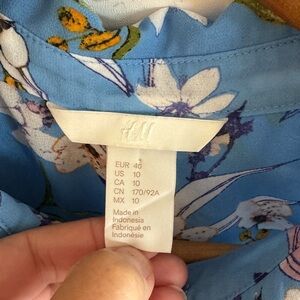 H&M
EUR 40
US 10
CA 10
CN 170/92A
MX 10
Made in
Indonesia
Fabriqué en
Indonésie